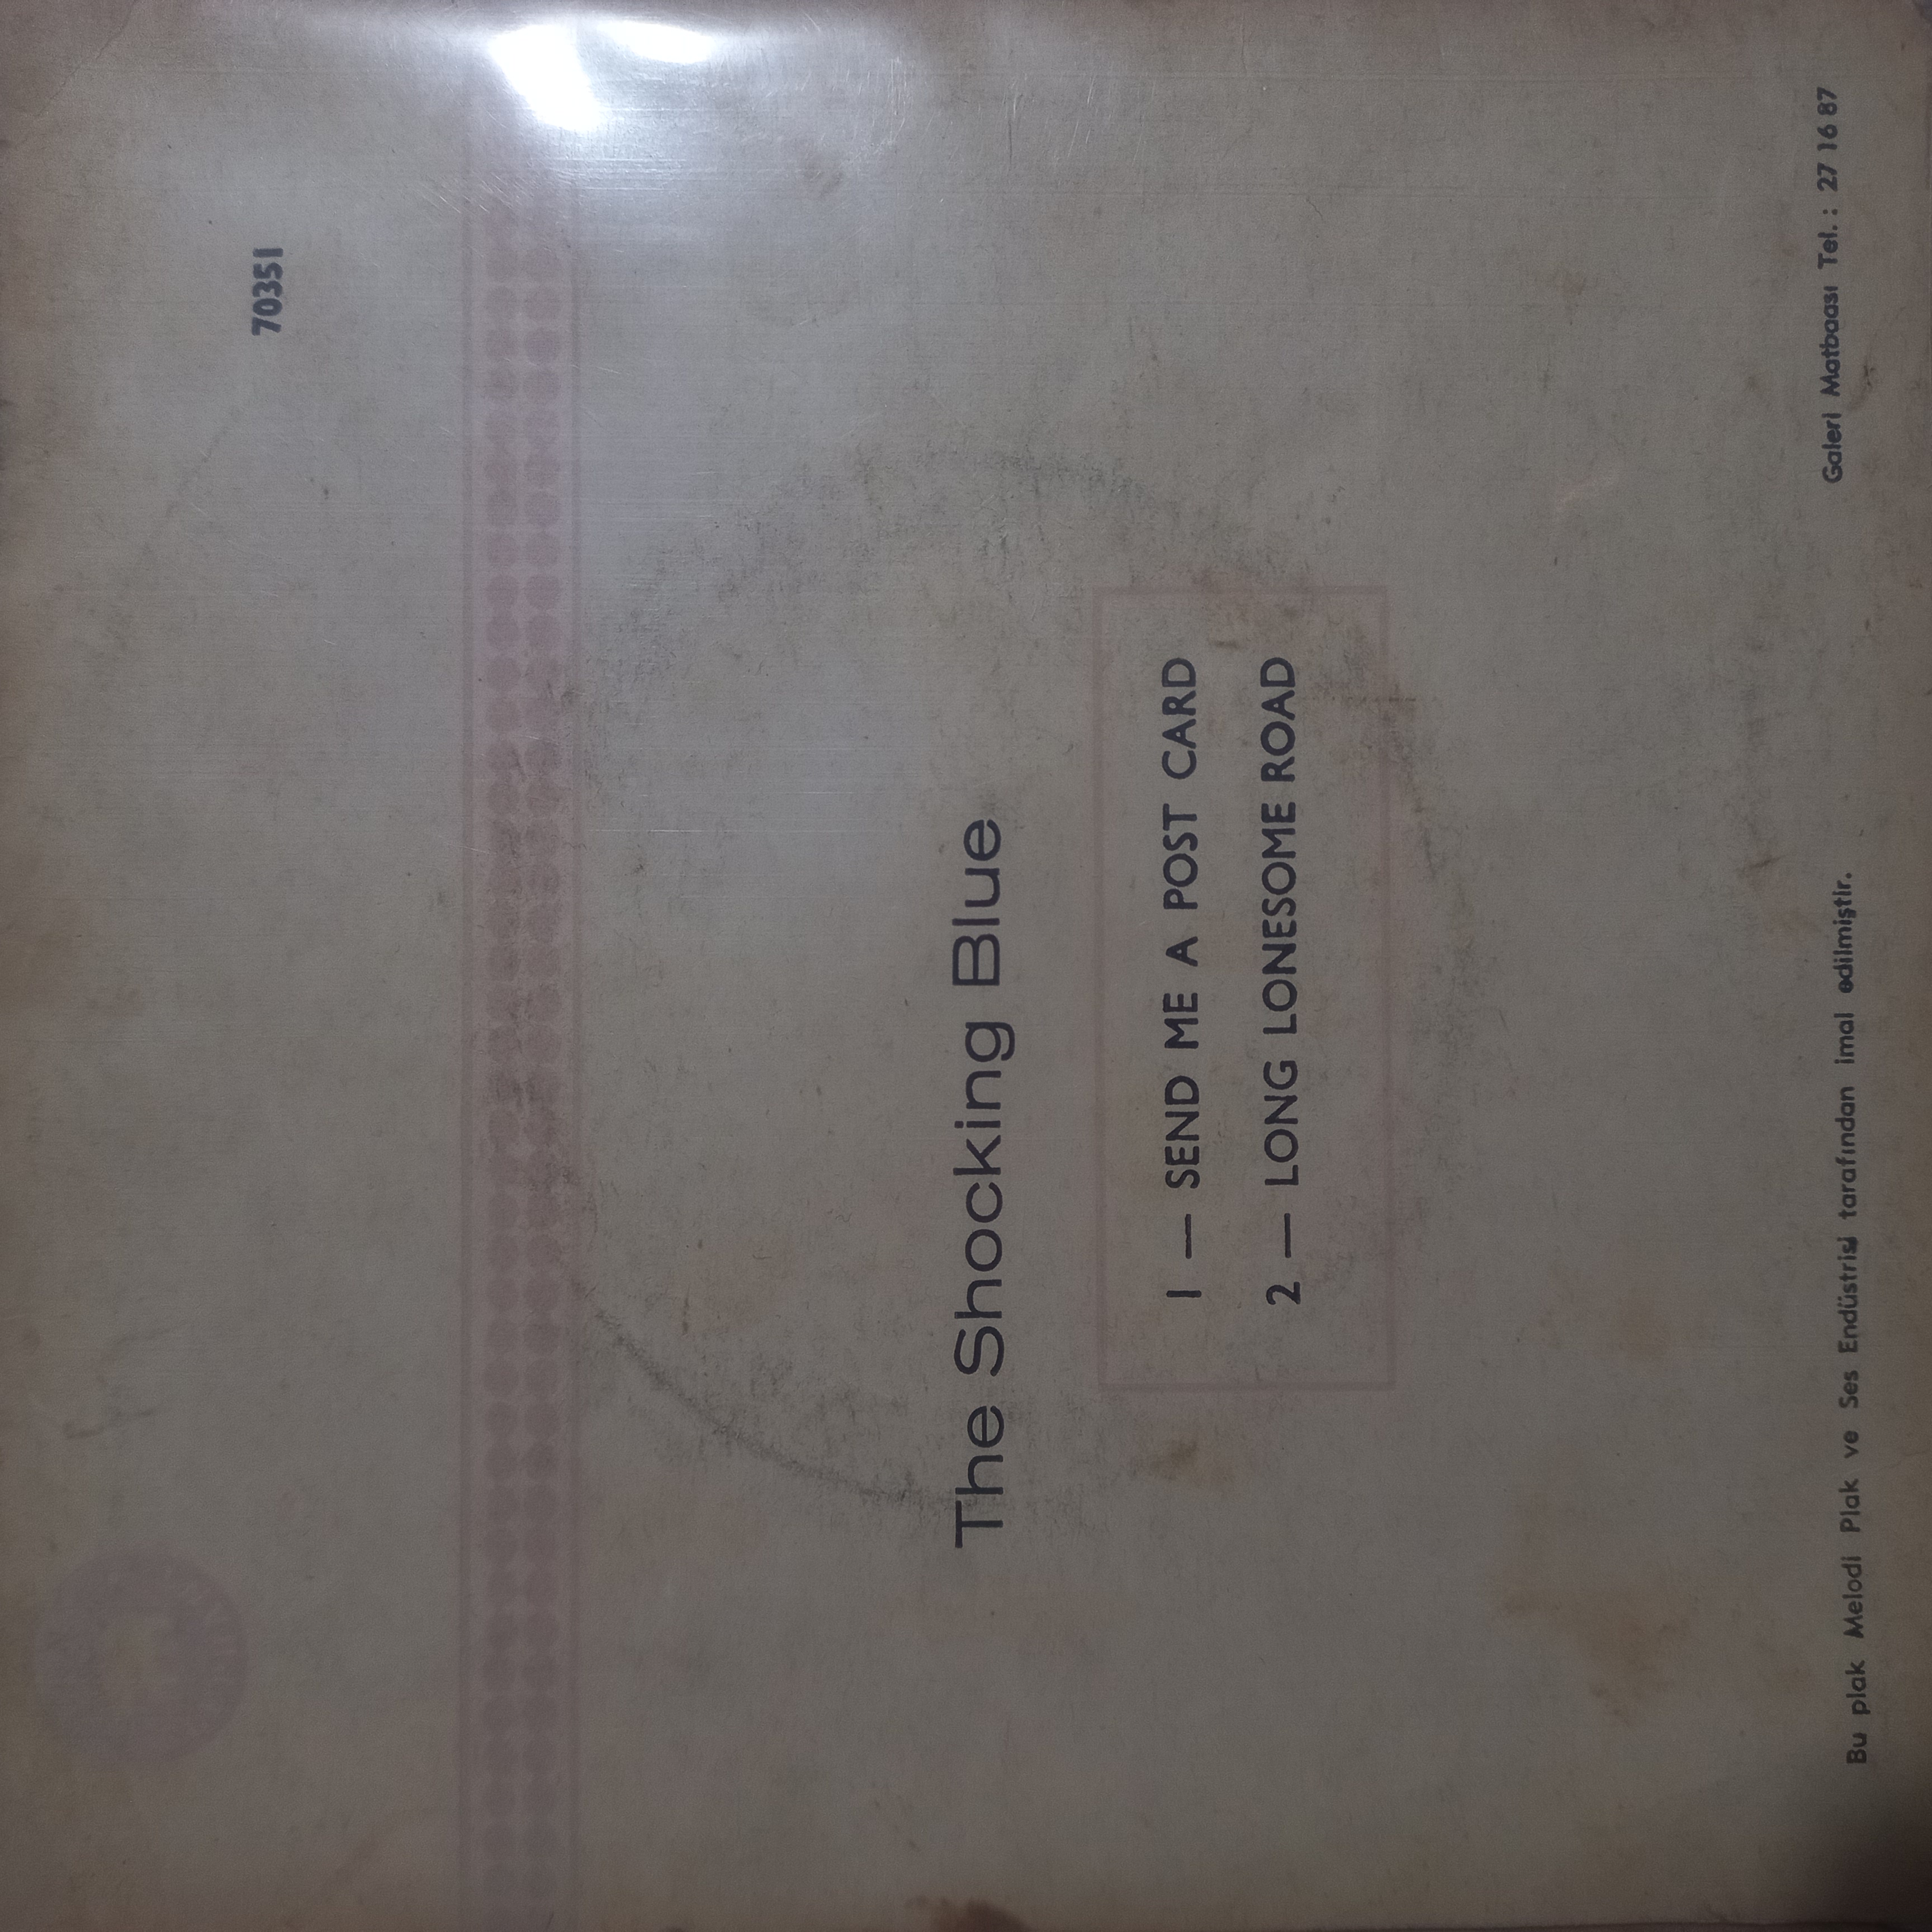 70351
The Shocking Blue
1 — SEND ME A POST CARD
2 — LONG LONESOME ROAD
Bu plak Melodi Plak ve Ses Endüstrisi tarafından imal edilmiştir.
Galeri Matbaası Tel. : 27 16 87